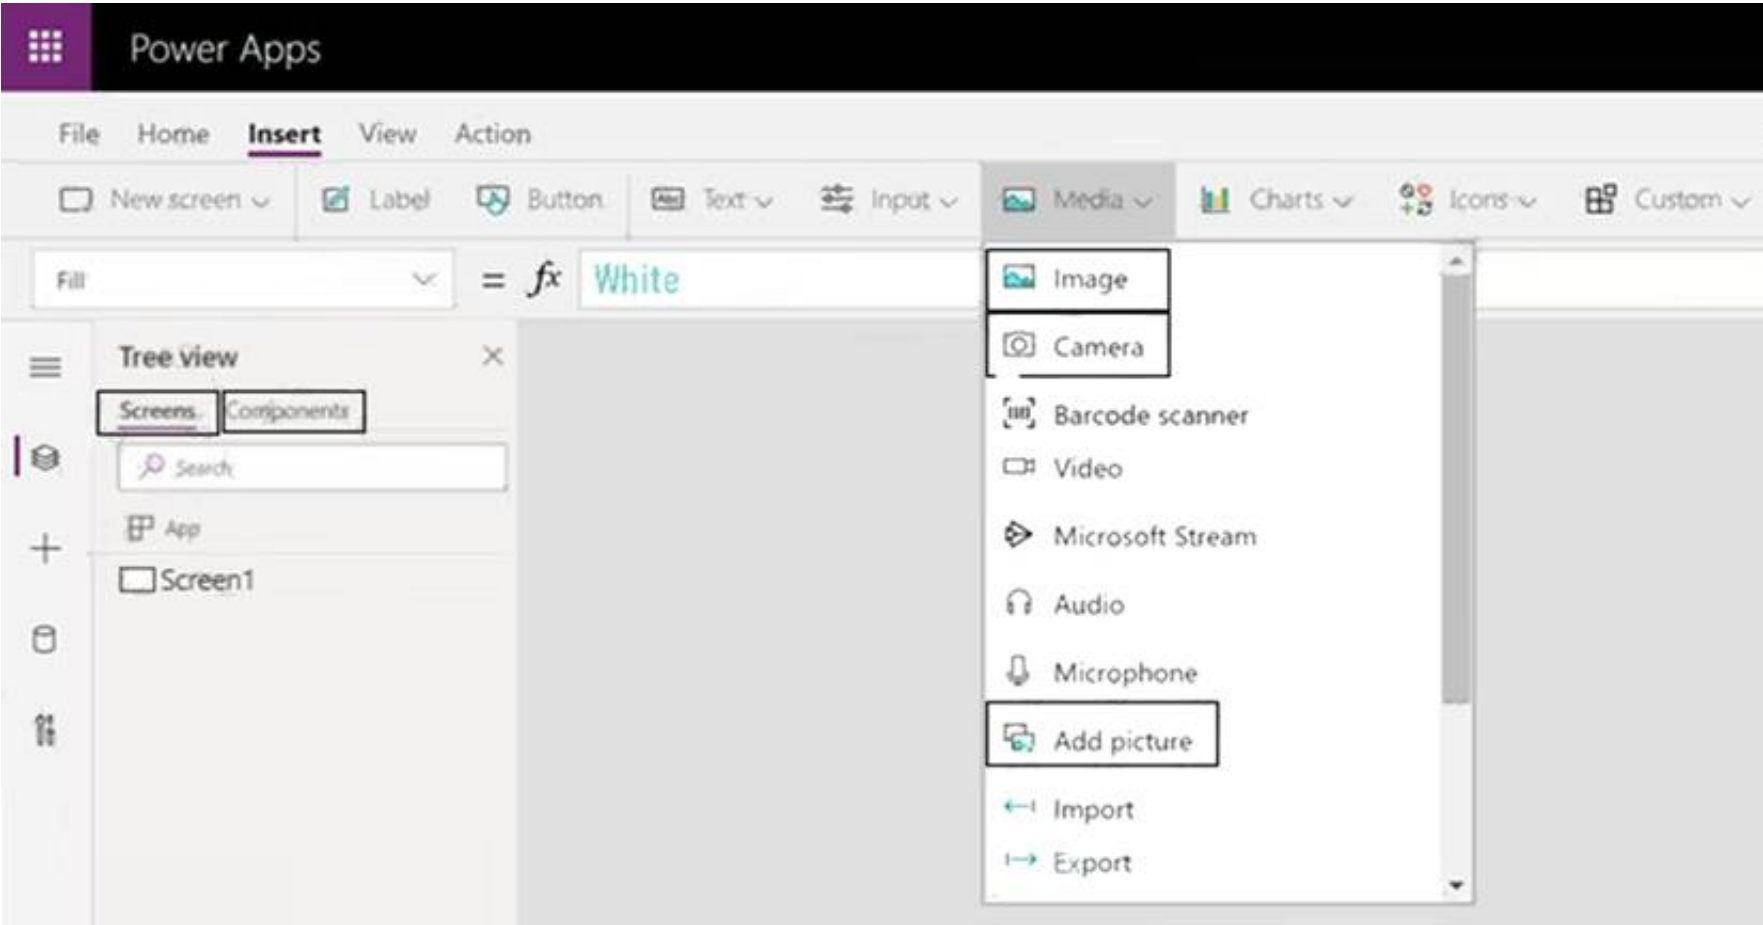 Power Apps
File Home Insert View Action
New screen Label Button Text Input Media Charts Icons Custom
Fill = fx White
Tree view
Screens Components
Search
App
Screen1
Image
Camera
Barcode scanner
Video
Microsoft Stream
Audio
Microphone
Add picture
Import
Export